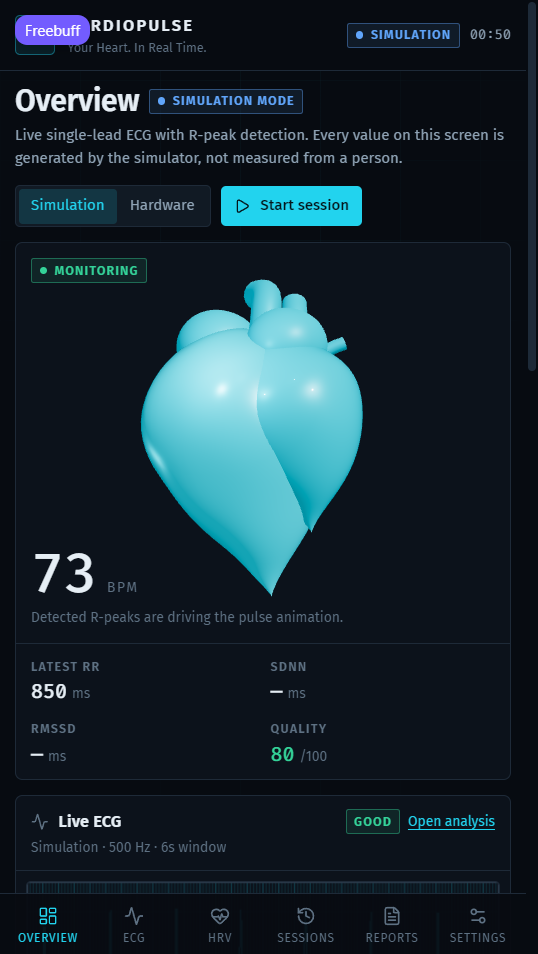 Freebuff
RDIOPULSE
Your Heart. In Real Time.
SIMULATION
00:50
Overview
SIMULATION MODE
Live single-lead ECG with R-peak detection. Every value on this screen is
generated by the simulator, not measured from a person.
Simulation
Hardware
Start session
MONITORING
73 BPM
Detected R-peaks are driving the pulse animation.
LATEST RR
850 ms
SDNN
— ms
RMSSD
— ms
QUALITY
80 /100
Live ECG
GOOD
Open analysis
Simulation · 500 Hz · 6s window
OVERVIEW
ECG
HRV
SESSIONS
REPORTS
SETTINGS